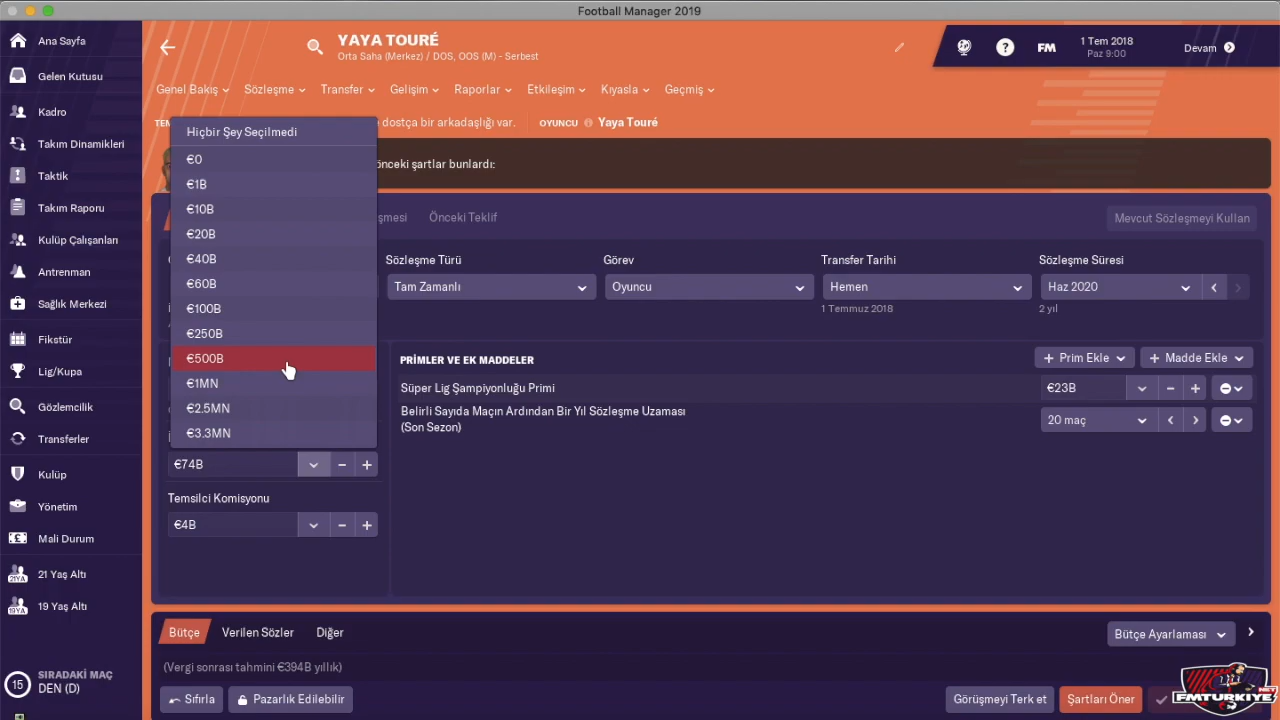 Football Manager 2019
Ana Sayfa
Gelen Kutusu
Kadro
Takım Dinamikleri
Taktik
Takım Raporu
Kulüp Çalışanları
Antrenman
Sağlık Merkezi
Fikstür
Lig/Kupa
Gözlemcilik
Transferler
Kulüp
Yönetim
Mali Durum
21YA
21 Yaş Altı
19YA
19 Yaş Altı
15
SIRADAKİ MAÇ
DEN (D)
YAYA TOURÉ
Orta Saha (Merkez) / DOS, OOS (M) - Serbest
FM
1 Tem 2018
Paz 9:00
Devam
Genel Bakış
Sözleşme
Transfer
Gelişim
Raporlar
Etkileşim
Kıyasla
Geçmiş
TE
dostça bir arkadaşlığı var.
OYUNCU
Yaya Touré
önceki şartlar bunlardı:
Hiçbir Şey Seçilmedi
€0
€1B
€10B
€20B
€40B
€60B
€100B
€250B
€500B
€1MN
€2.5MN
€3.3MN
şmesi
Önceki Teklif
Mevcut Sözleşmeyi Kullan
Sözleşme Türü
Tam Zamanlı
Görev
Oyuncu
Transfer Tarihi
Hemen
1 Temmuz 2018
Sözleşme Süresi
Haz 2020
2 yıl
PRİMLER VE EK MADDELER
+ Prim Ekle
+ Madde Ekle
Süper Lig Şampiyonluğu Primi
€23B
Belirli Sayıda Maçın Ardından Bir Yıl Sözleşme Uzaması
(Son Sezon)
20 maç
€74B
Temsilci Komisyonu
€4B
Bütçe
Verilen Sözler
Diğer
Bütçe Ayarlaması
(Vergi sonrası tahmini €394B yıllık)
Sıfırla
Pazarlık Edilebilir
Görüşmeyi Terk et
Şartları Öner
FMTURKIYE.NET